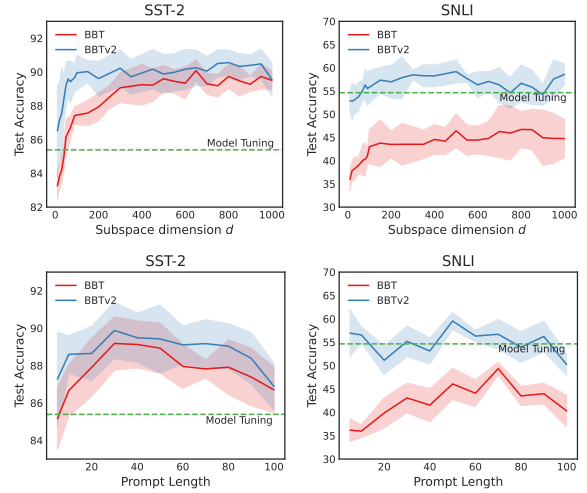 SST-2
BBT
BBTv2
Model Tuning
Test Accuracy
92
90
88
86
84
82
0 200 400 600 800 1000
Subspace dimension d
SNLI
BBT
BBTv2
Model Tuning
Test Accuracy
70
65
60
55
50
45
40
35
30
0 200 400 600 800 1000
Subspace dimension d
SST-2
BBT
BBTv2
Model Tuning
Test Accuracy
92
90
88
86
84
20 40 60 80 100
Prompt Length
SNLI
BBT
BBTv2
Model Tuning
Test Accuracy
70
65
60
55
50
45
40
35
30
20 40 60 80 100
Prompt Length